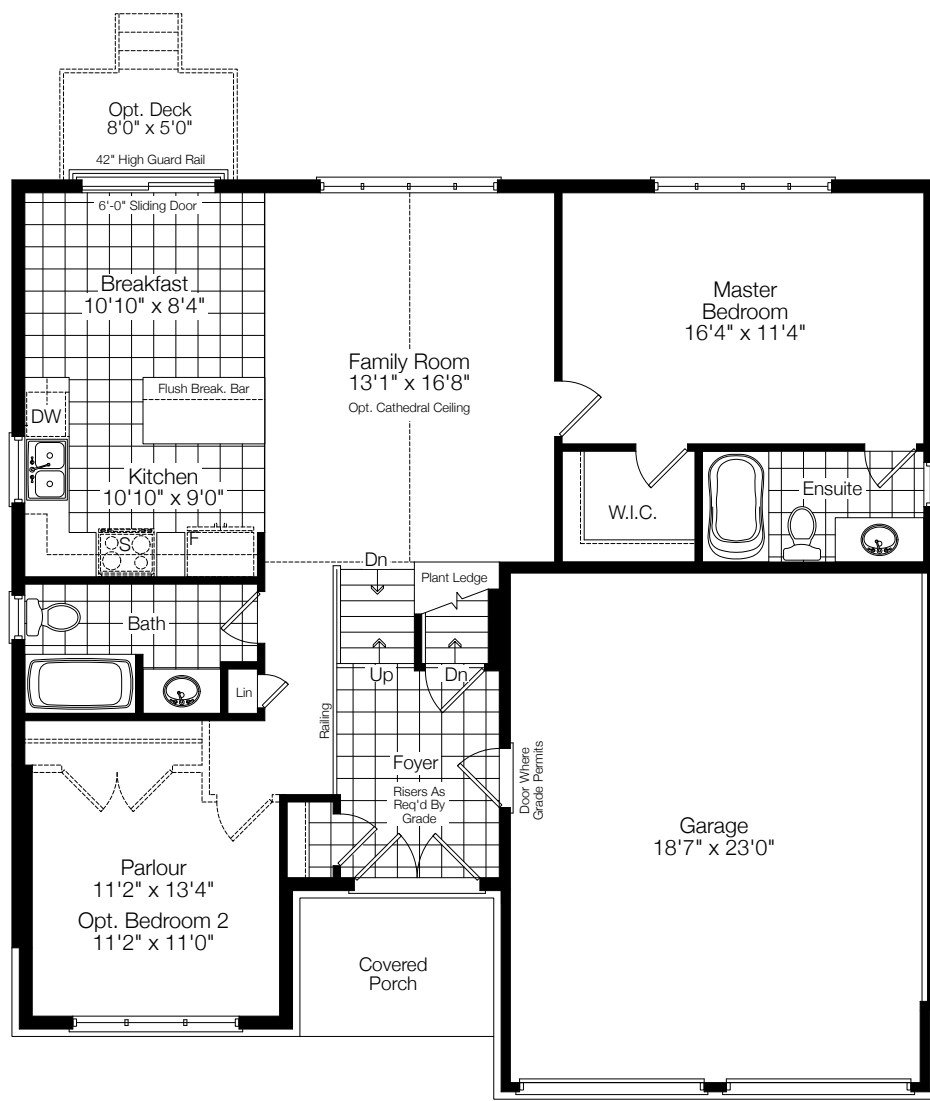 Opt. Deck
8'0" x 5'0"
42" High Guard Rail
6'-0" Sliding Door
Breakfast
10'10" x 8'4"
Master
Bedroom
16'4" x 11'4"
Family Room
13'1" x 16'8"
Opt. Cathedral Ceiling
Flush Break. Bar
DW
Kitchen
10'10" x 9'0"
S
F
W.I.C.
Ensuite
Dn
Plant Ledge
Bath
Up
Dn
Lin
Railing
Foyer
Risers As
Req'd By
Grade
Door Where
Grade Permits
Garage
18'7" x 23'0"
Parlour
11'2" x 13'4"
Opt. Bedroom 2
11'2" x 11'0"
Covered
Porch